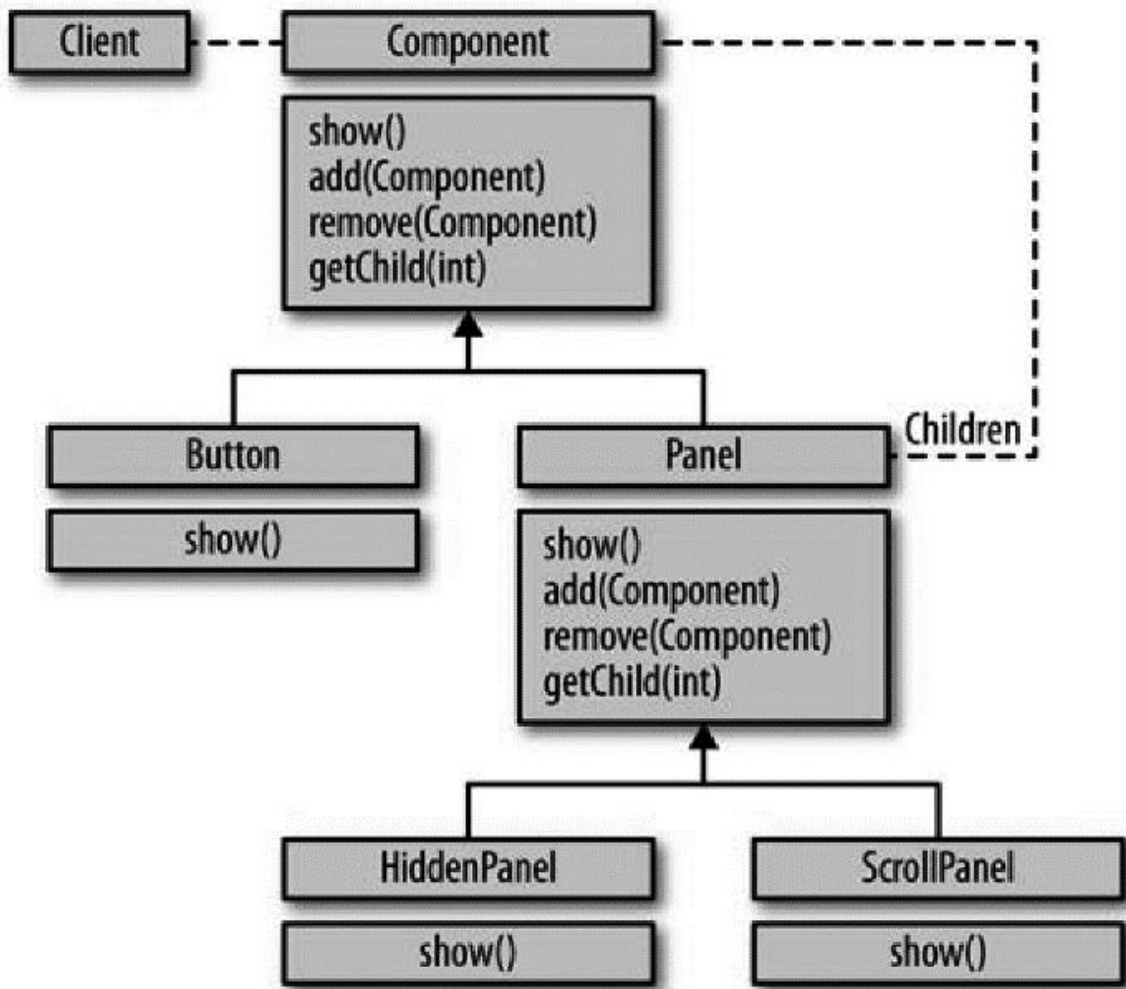 Client
Component
show()
add(Component)
remove(Component)
getChild(int)
Button
show()
Panel
Children
show()
add(Component)
remove(Component)
getChild(int)
HiddenPanel
show()
ScrollPanel
show()